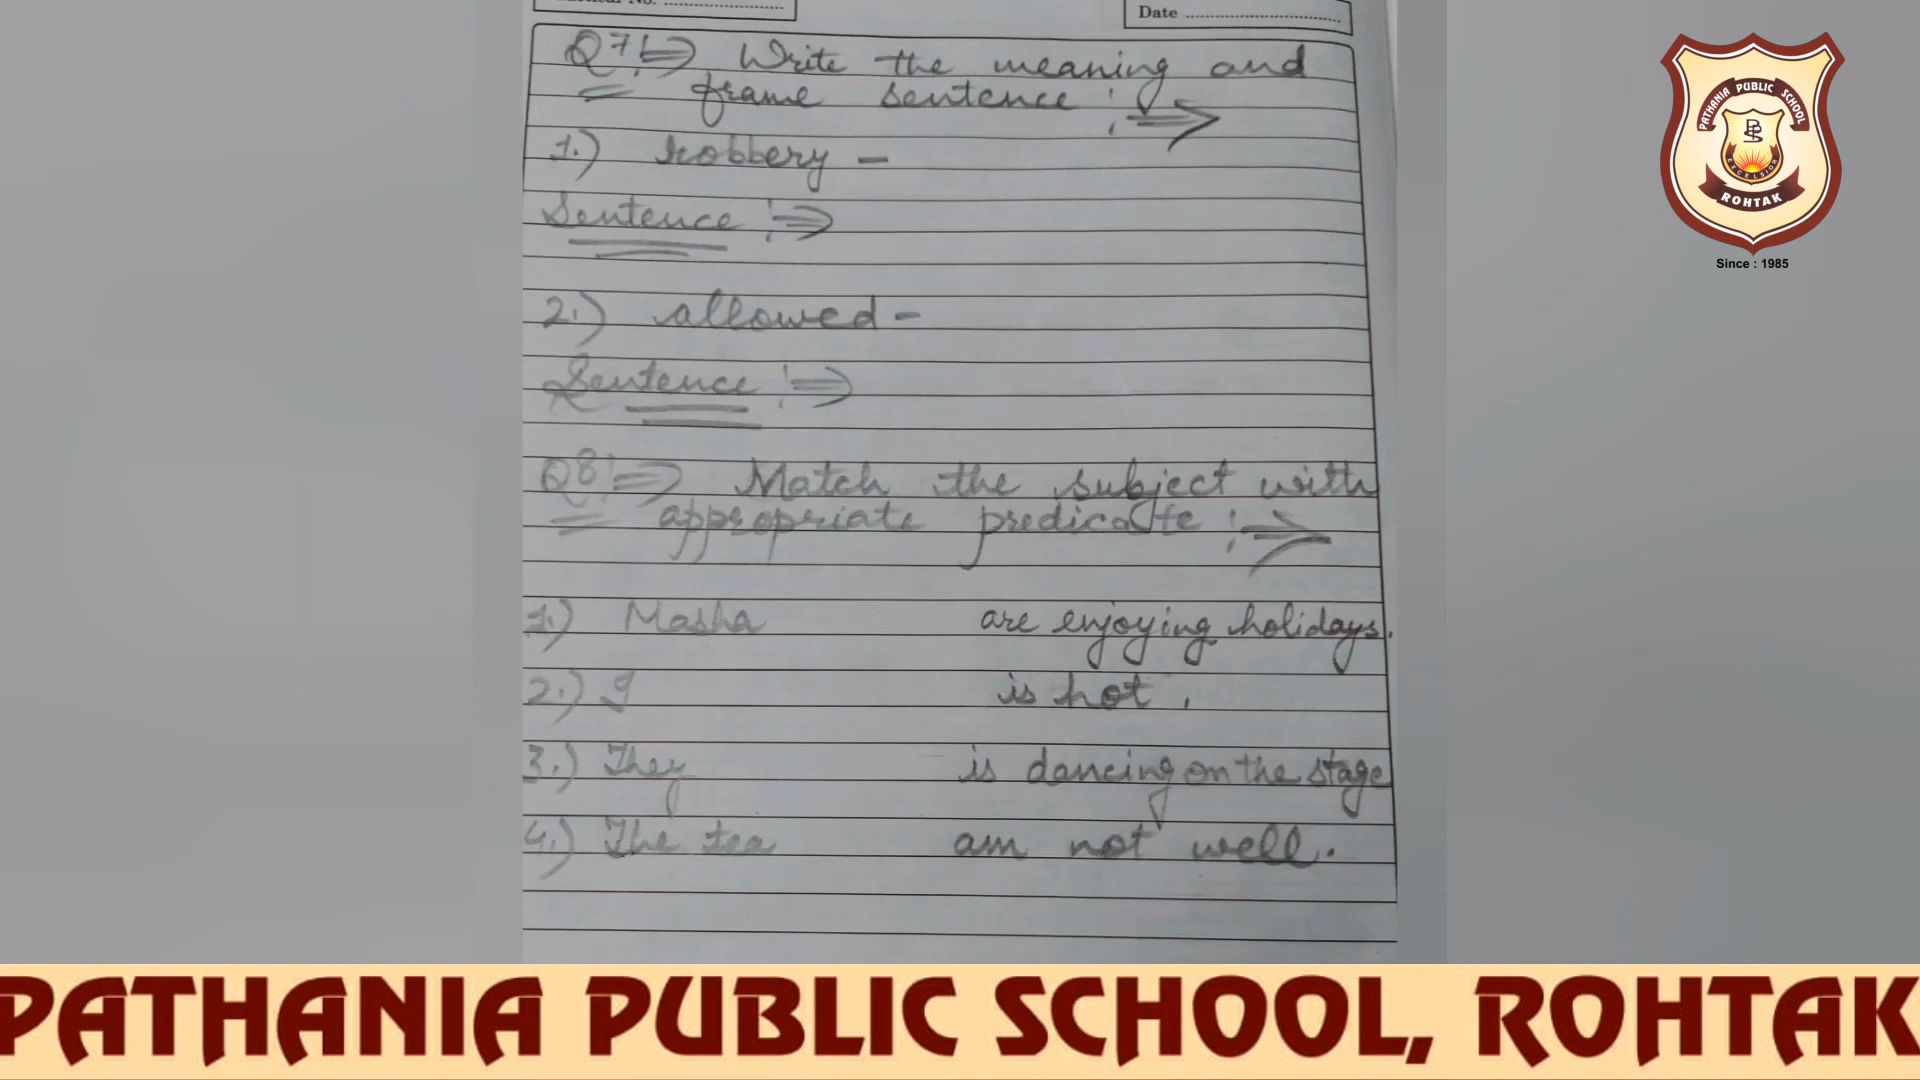 Date ..........................
Q7 !⇒ Write the meaning and
frame sentence :⇒
1.) robbery -
Sentence :⇒
2.) allowed -
Sentence :⇒
Q8 !⇒ Match the subject with
appropriate predicate :⇒
1.) Masha are enjoying holidays.
2.) I is hot .
3.) They is dancing on the stage
4.) The tea am not well.
PATHANIA PUBLIC SCHOOL
EXCELSIOR
ROHTAK
Since : 1985
PATHANIA PUBLIC SCHOOL, ROHTAK